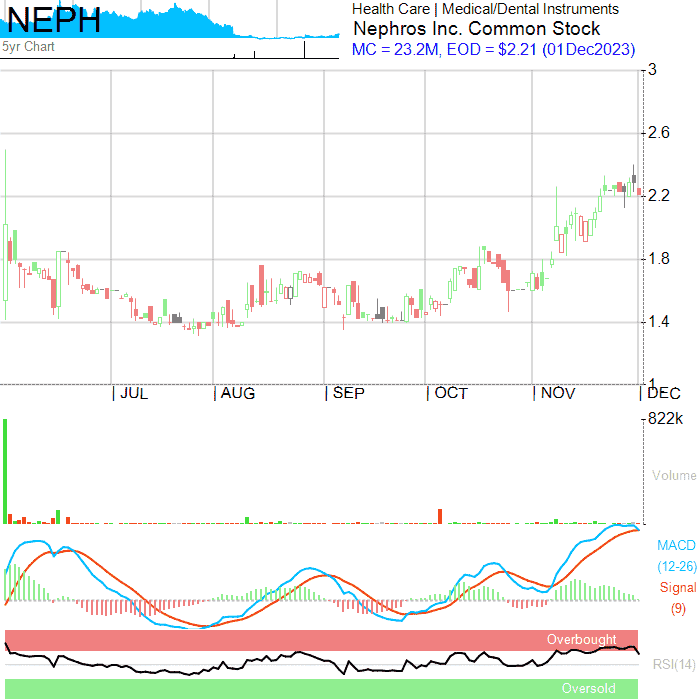 NEPH
5yr Chart
Health Care | Medical/Dental Instruments
Nephros Inc. Common Stock
MC = 23.2M, EOD = $2.21 (01Dec2023)
3
2.6
2.2
1.8
1.4
1
JUL AUG SEP OCT NOV DEC
822k
Volume
MACD
(12-26)
Signal
(9)
Overbought
RSI(14)
Oversold